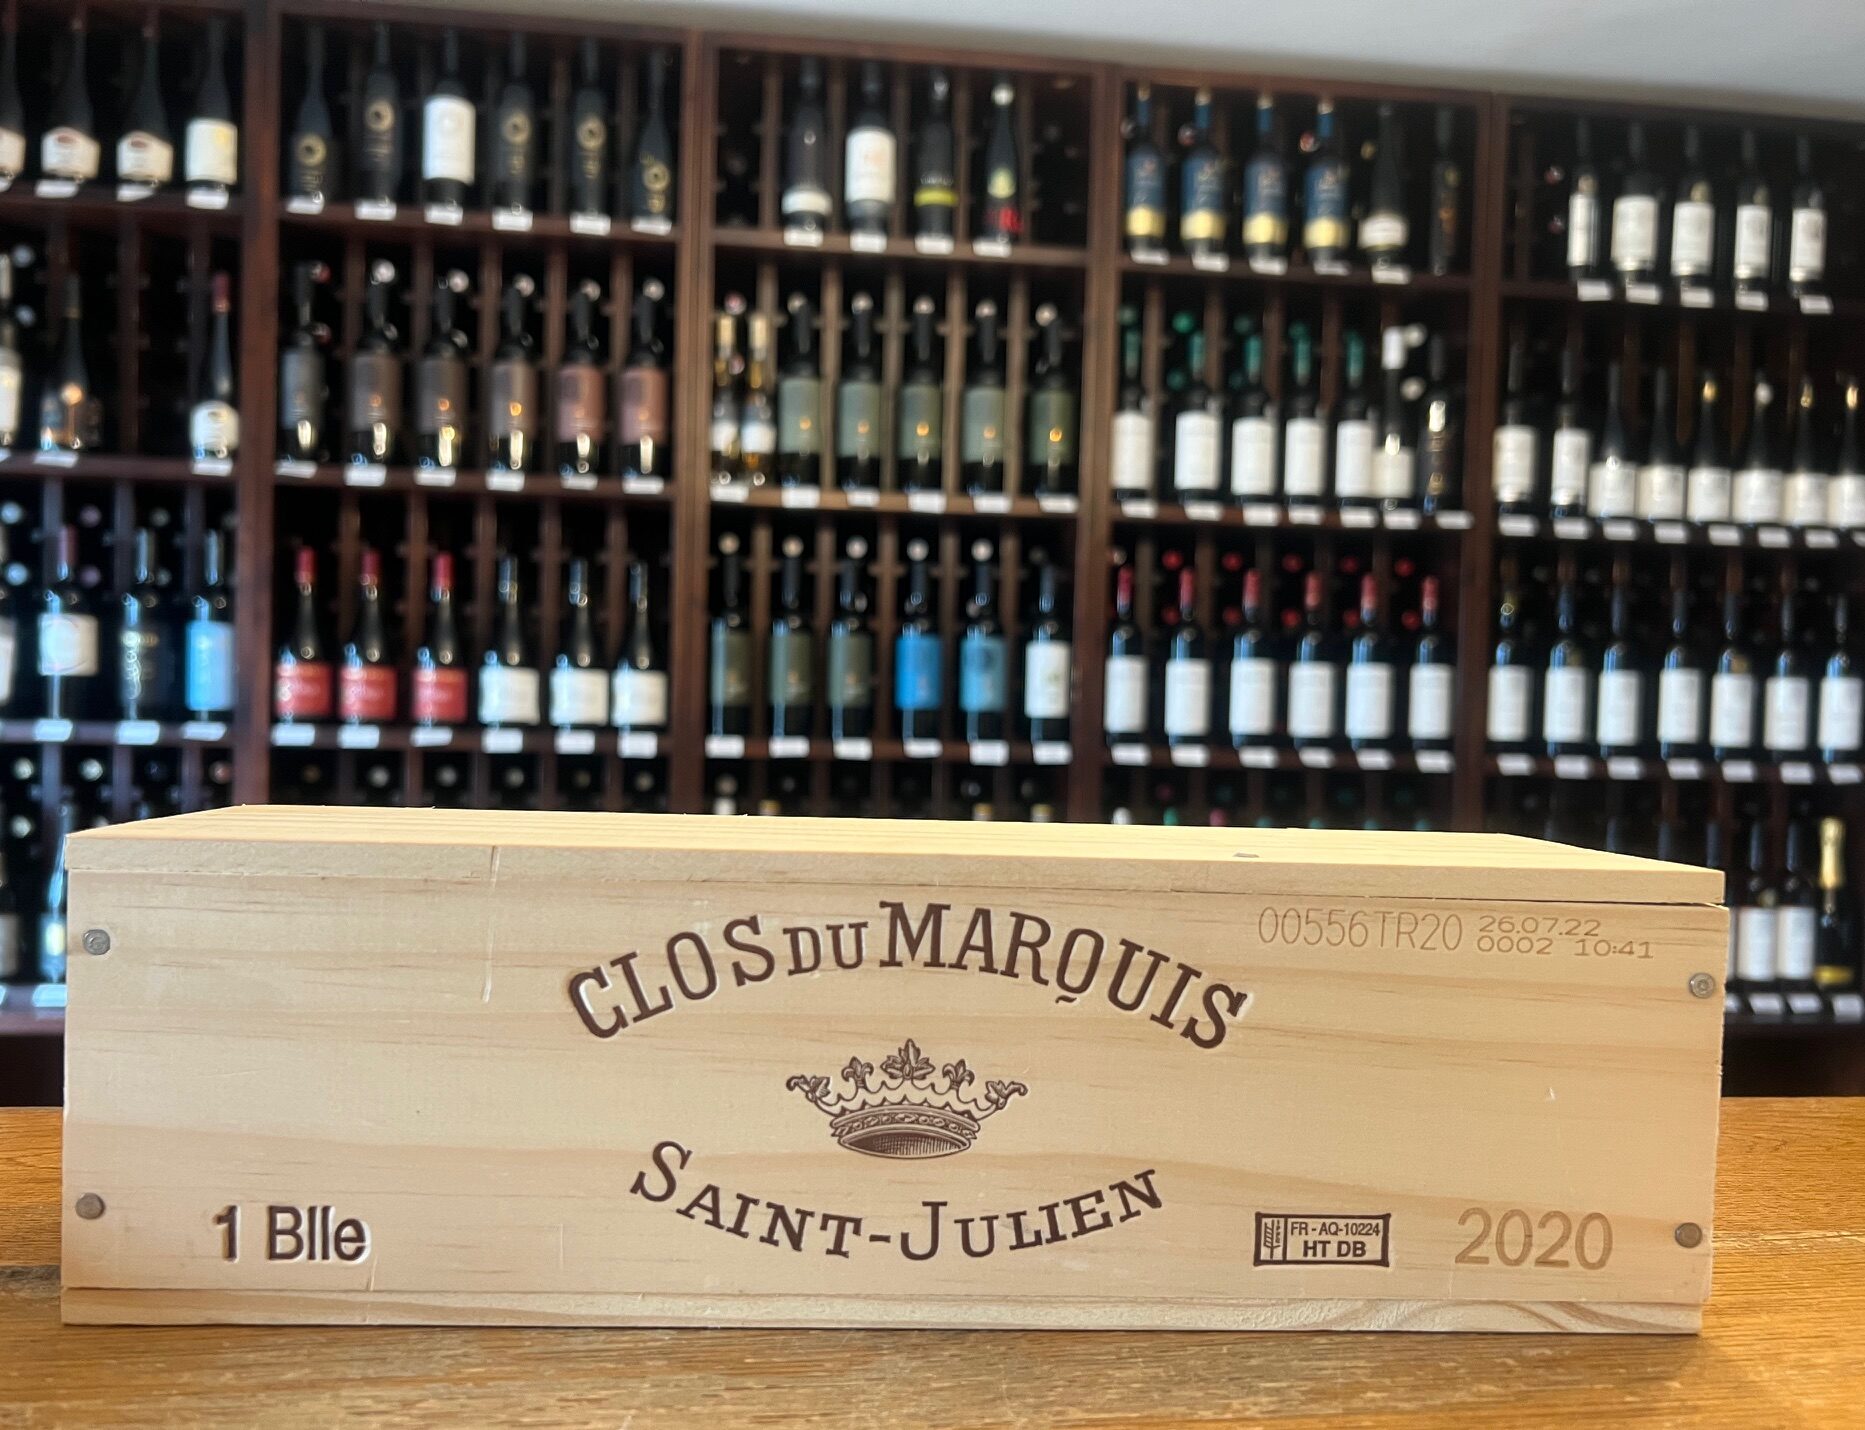 CLOS DU MARQUIS
00556TR20 26.07.22
0002 10:41
SAINT-JULIEN
1 Blle
FR-AQ-10224
HT DB
2020